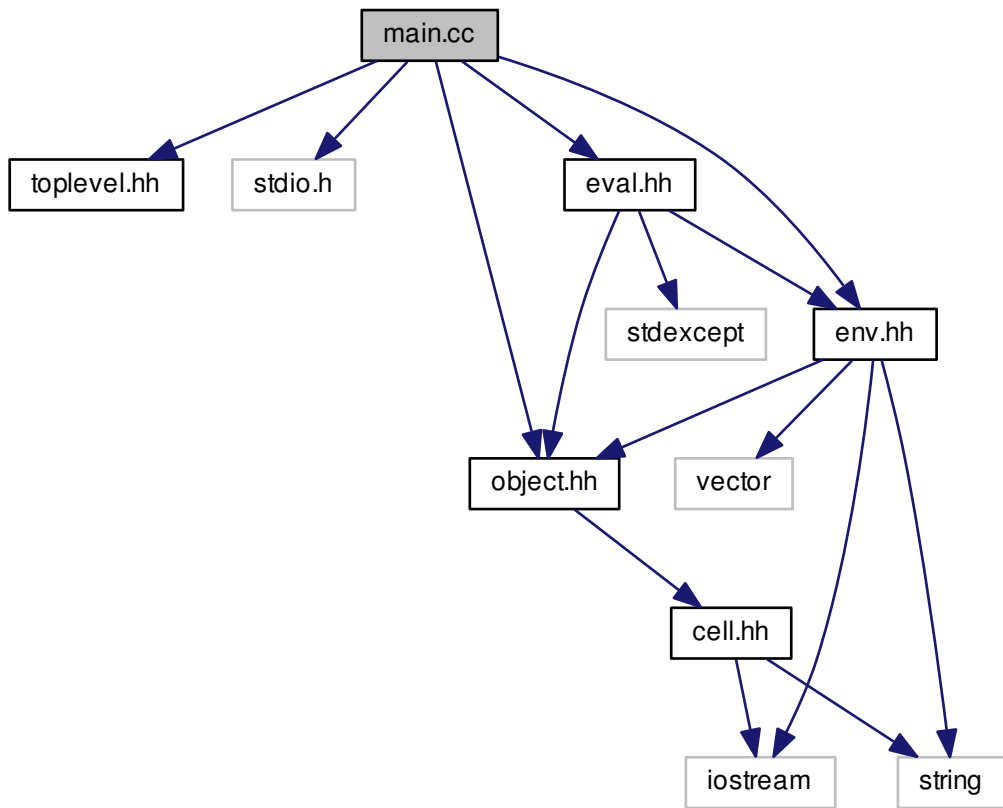 main.cc
toplevel.hh
stdio.h
eval.hh
stdexcept
env.hh
object.hh
vector
cell.hh
iostream
string